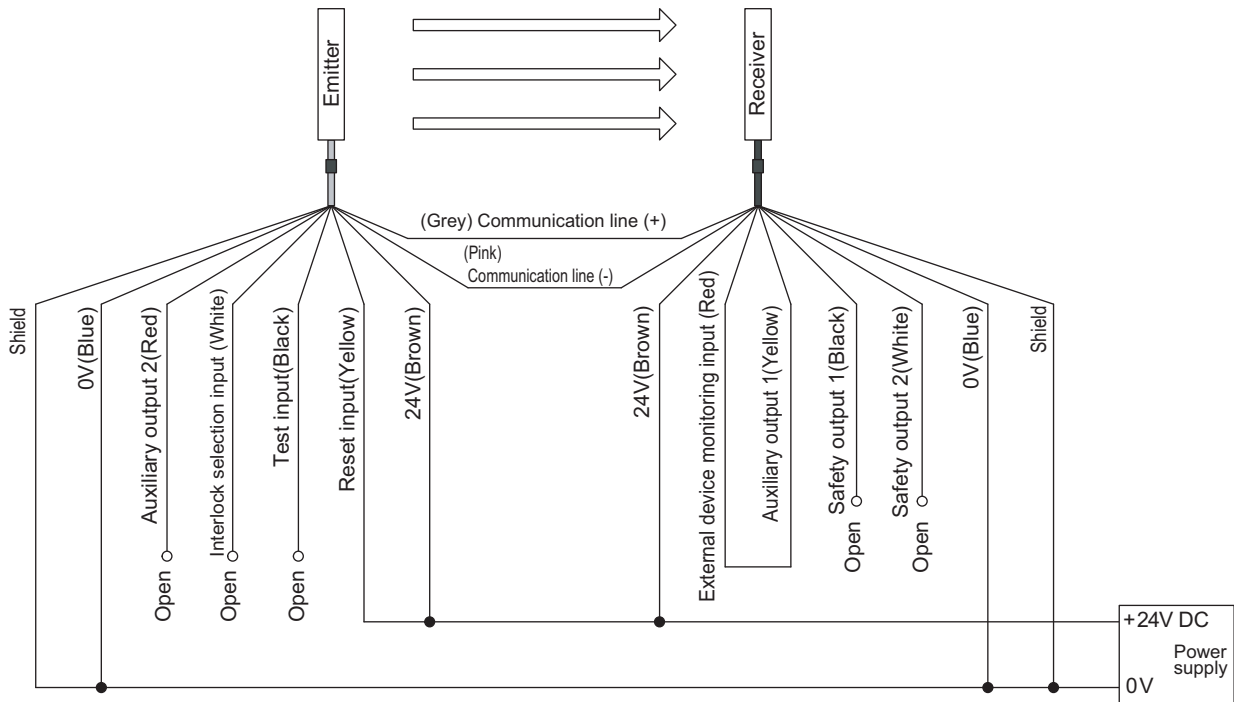 Emitter
Receiver
(Grey) Communication line (+)
(Pink)
Communication line (-)
Shield
0V(Blue)
Auxiliary output 2(Red)
Interlock selection input (White)
Test input(Black)
Reset input(Yellow)
24V(Brown)
24V(Brown)
External device monitoring input (Red)
Auxiliary output 1(Yellow)
Safety output 1(Black)
Safety output 2(White)
0V(Blue)
Shield
Open
Open
Open
Open
Open
+24V DC
Power
supply
0V